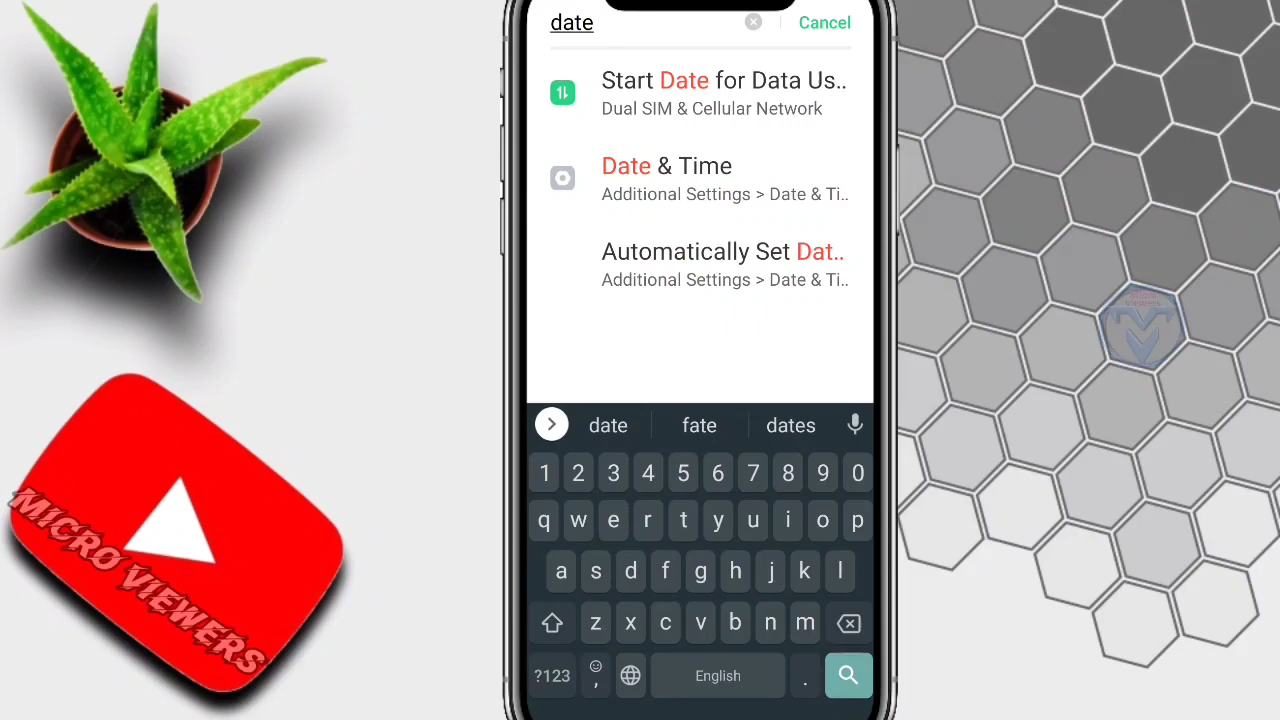 date
Cancel
Start Date for Data Us..
Dual SIM & Cellular Network
Date & Time
Additional Settings > Date & Ti..
Automatically Set Dat..
Additional Settings > Date & Ti..
date fate dates
1 2 3 4 5 6 7 8 9 0
q w e r t y u i o p
a s d f g h j k l
z x c v b n m
?123 , English .
MICRO VIEWERS
MICRO
VIEWERS